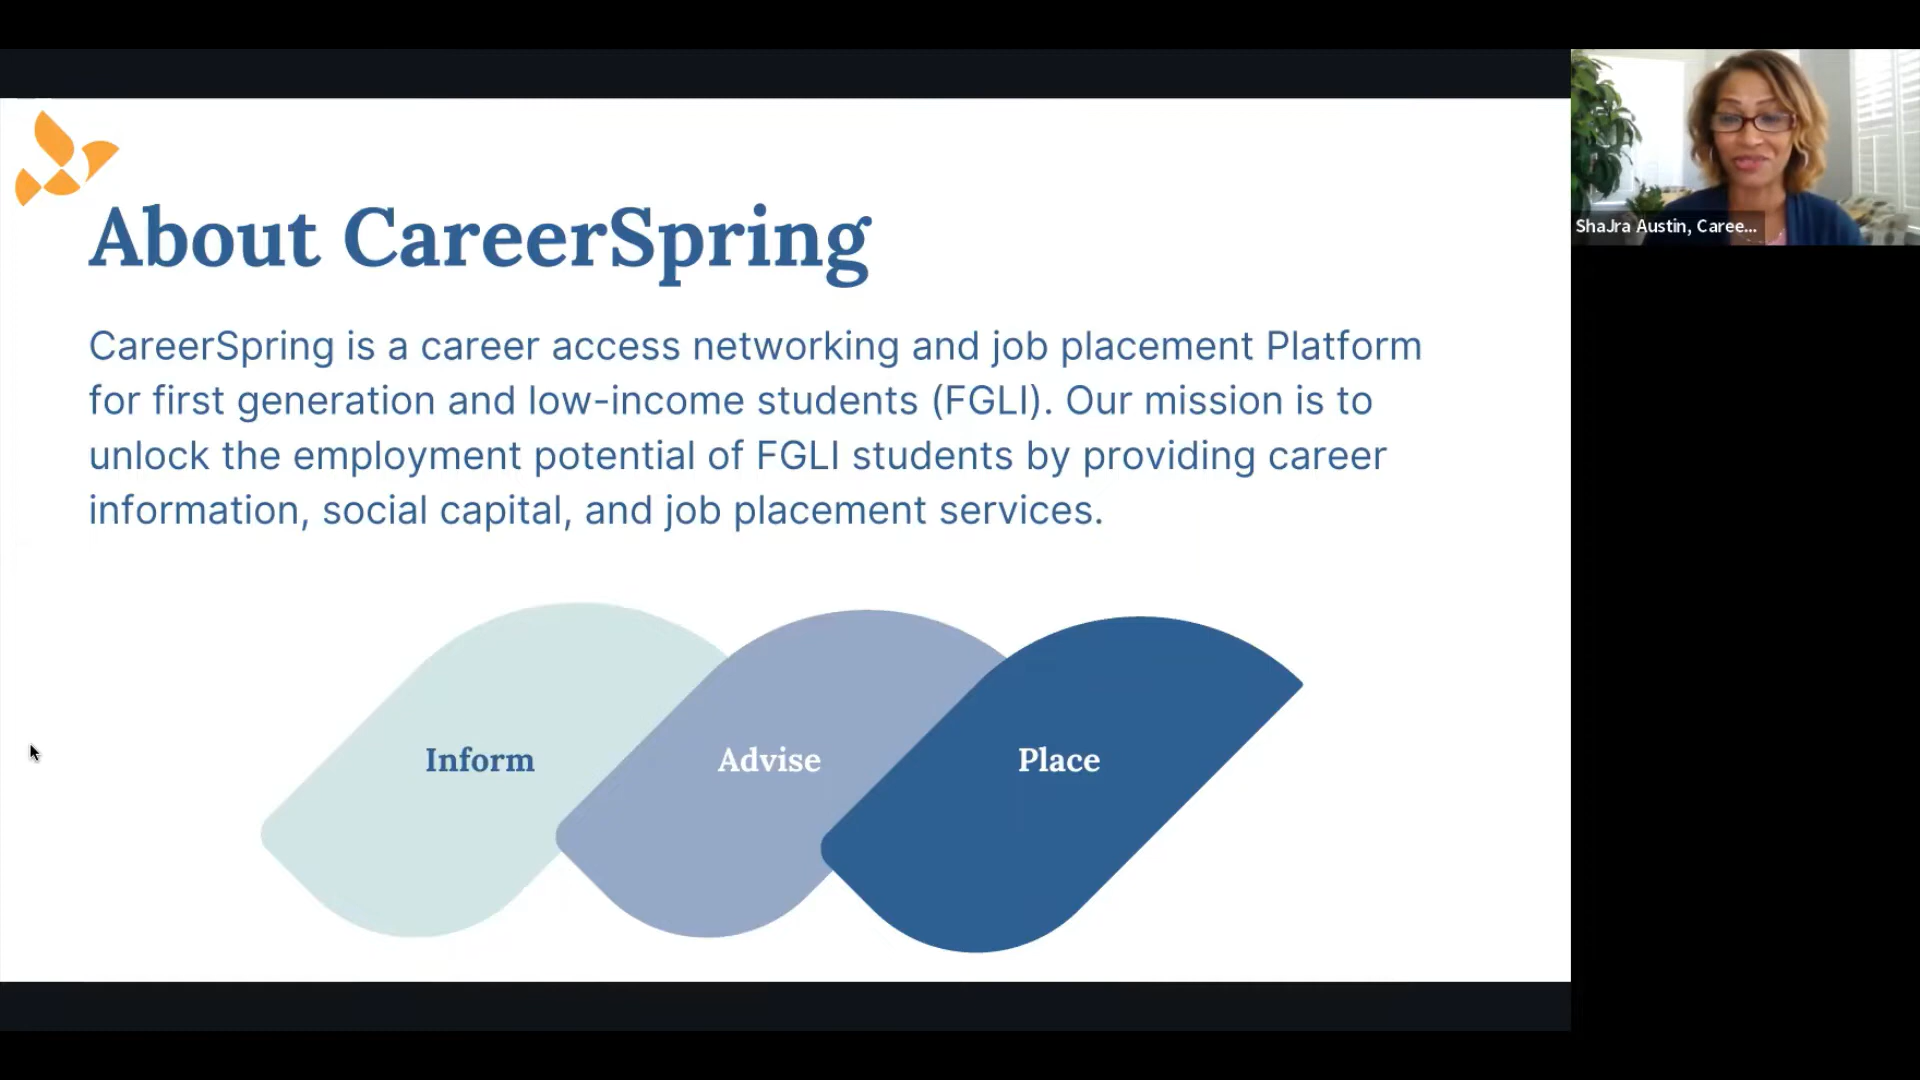 About CareerSpring
CareerSpring is a career access networking and job placement Platform
for first generation and low-income students (FGLI). Our mission is to
unlock the employment potential of FGLI students by providing career
information, social capital, and job placement services.
Inform
Advise
Place
ShaJra Austin, Caree...